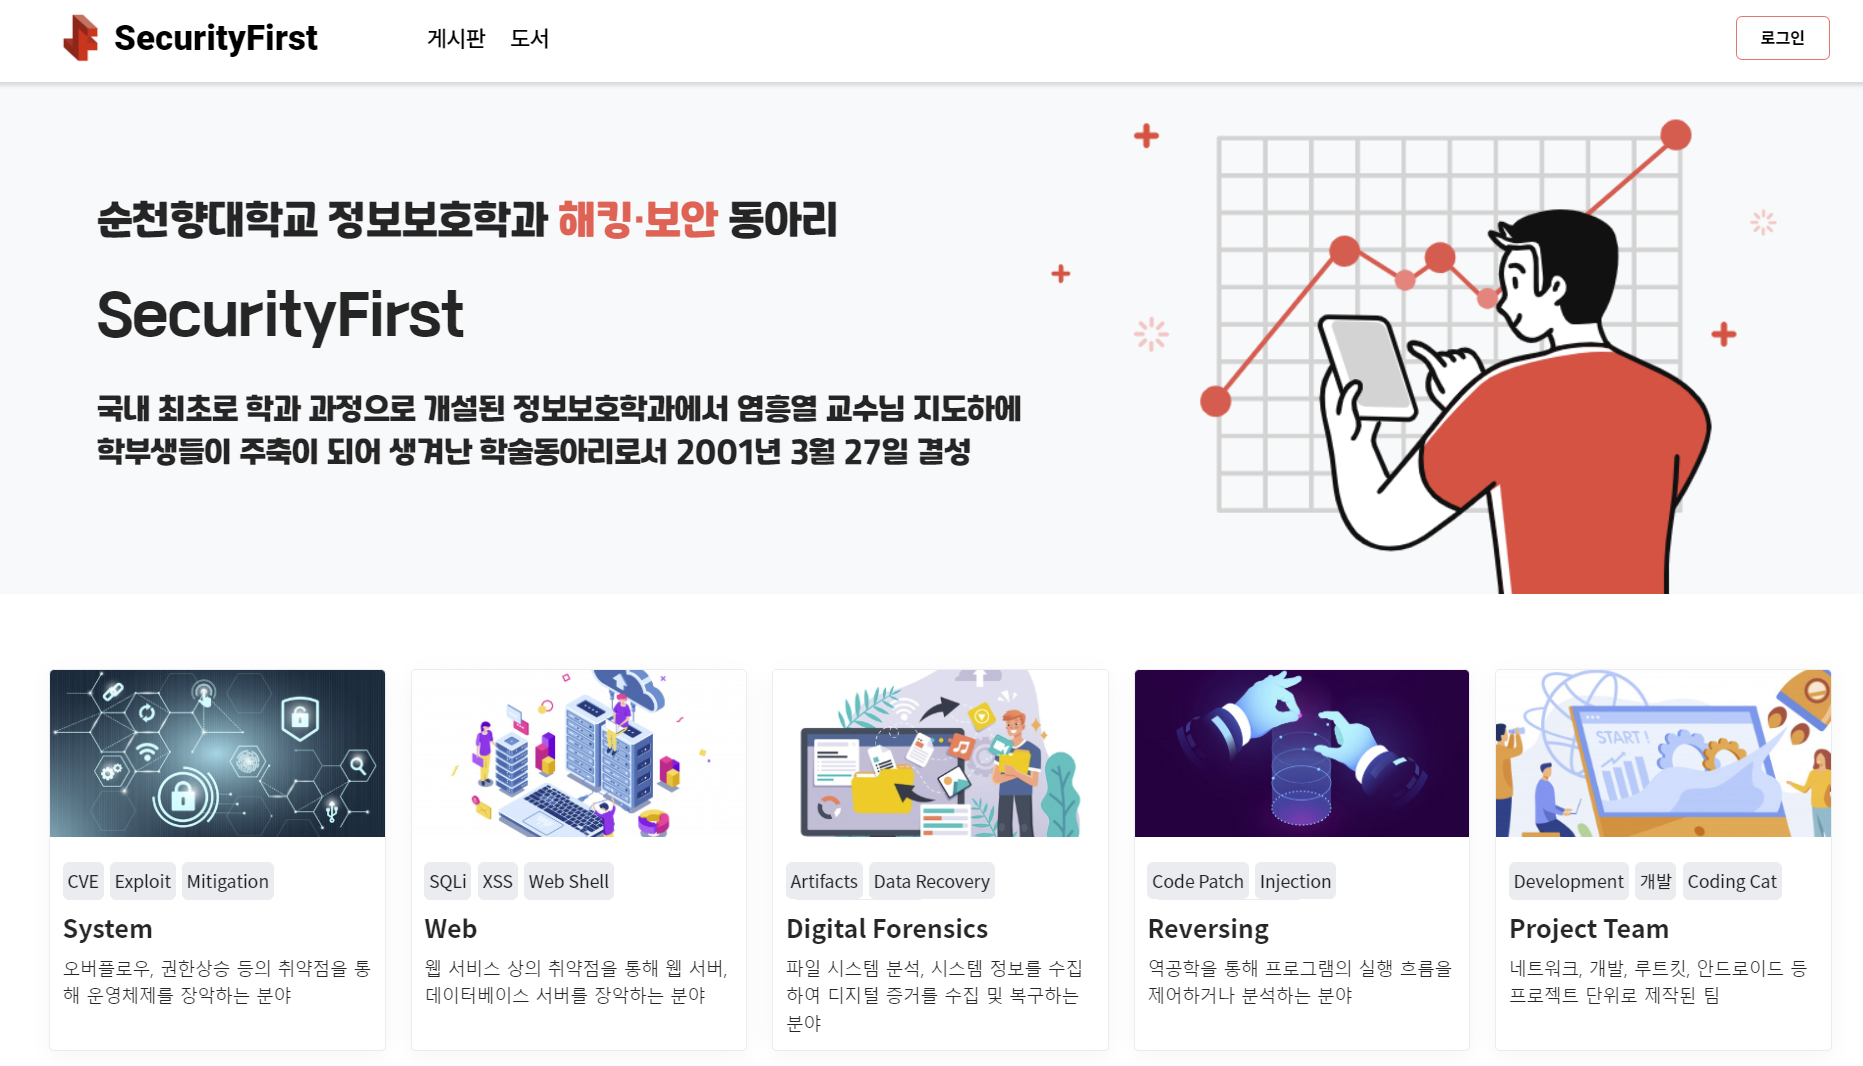 SecurityFirst
게시판 도서
로그인
순천향대학교 정보보호학과 해킹·보안 동아리
SecurityFirst
국내 최초로 학과 과정으로 개설된 정보보호학과에서 염흥열 교수님 지도하에
학부생들이 주축이 되어 생겨난 학술동아리로서 2001년 3월 27일 결성
CVE Exploit Mitigation
System
오버플로우, 권한상승 등의 취약점을 통
해 운영체제를 장악하는 분야
SQLi XSS Web Shell
Web
웹 서비스 상의 취약점을 통해 웹 서버,
데이터베이스 서버를 장악하는 분야
Artifacts Data Recovery
Digital Forensics
파일 시스템 분석, 시스템 정보를 수집
하여 디지털 증거를 수집 및 복구하는
분야
Code Patch Injection
Reversing
역공학을 통해 프로그램의 실행 흐름을
제어하거나 분석하는 분야
START !
Development 개발 Coding Cat
Project Team
네트워크, 개발, 루트킷, 안드로이드 등
프로젝트 단위로 제작된 팀